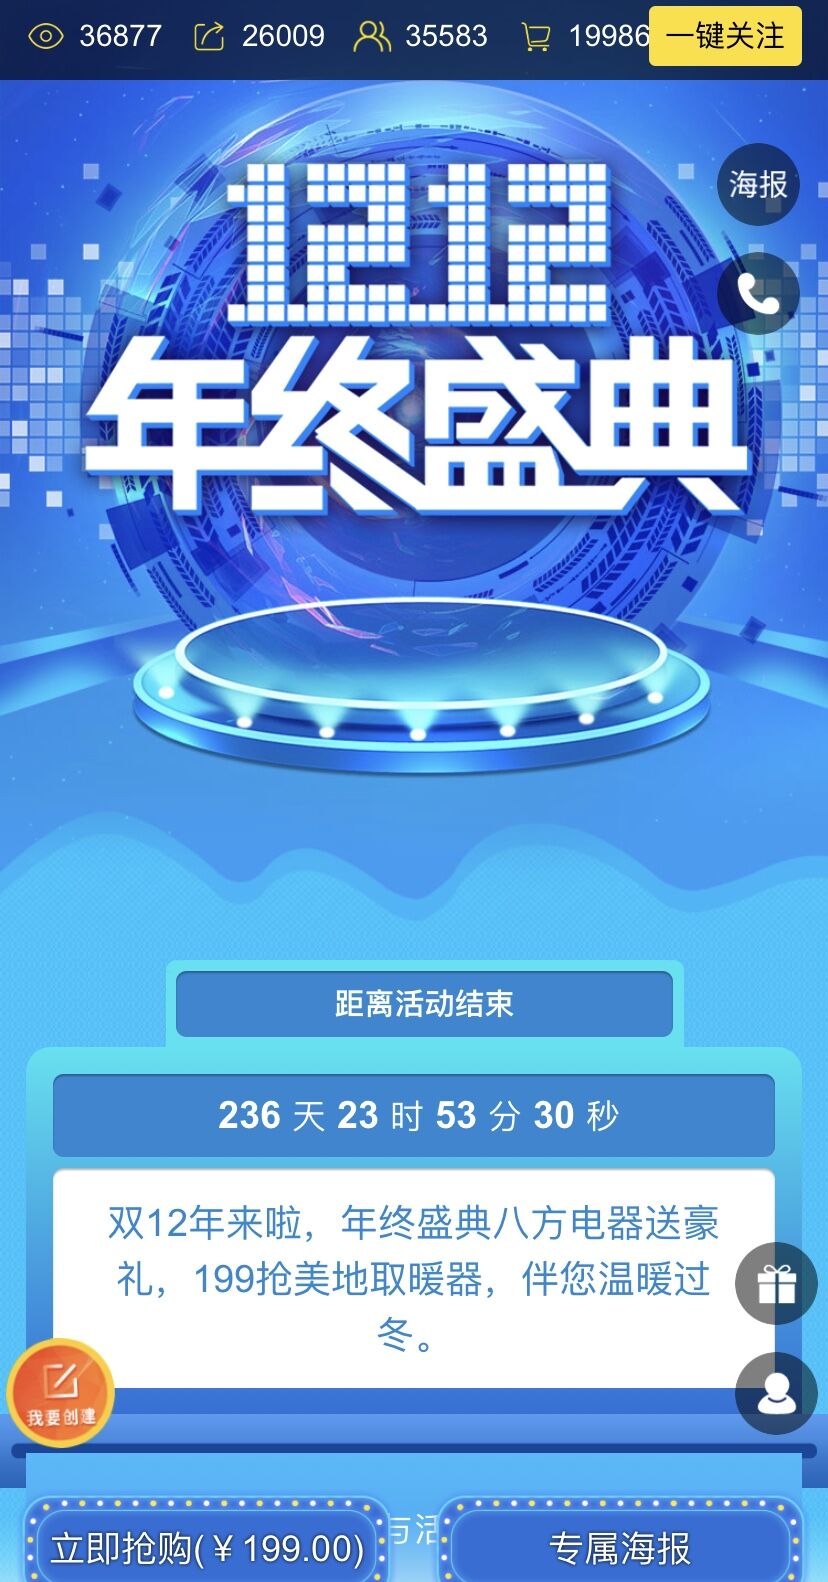 36877 26009 35583 19986 一键关注
海报
1212
年终盛典
距离活动结束
236 天 23 时 53 分 30 秒
双12年来啦，年终盛典八方电器送豪
礼，199抢美地取暖器，伴您温暖过
冬。
我要创建
与活
立即抢购(￥199.00) 专属海报